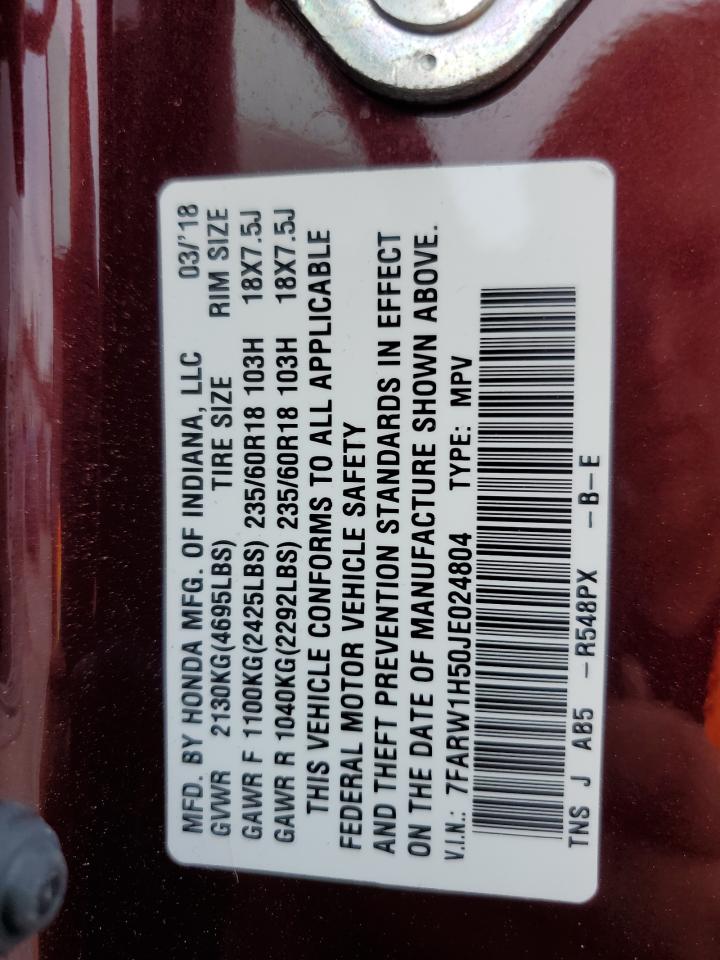 MFD. BY HONDA MFG. OF INDIANA, LLC 03/'18
GVWR 2130KG(4695LBS) TIRE SIZE RIM SIZE
GAWR F 1100KG(2425LBS) 235/60R18 103H 18X7.5J
GAWR R 1040KG(2292LBS) 235/60R18 103H 18X7.5J
THIS VEHICLE CONFORMS TO ALL APPLICABLE
FEDERAL MOTOR VEHICLE SAFETY
AND THEFT PREVENTION STANDARDS IN EFFECT
ON THE DATE OF MANUFACTURE SHOWN ABOVE.
V.I.N.: 7FARW1H50JE024804 TYPE: MPV
TNS J AB5 -R548PX -B-E